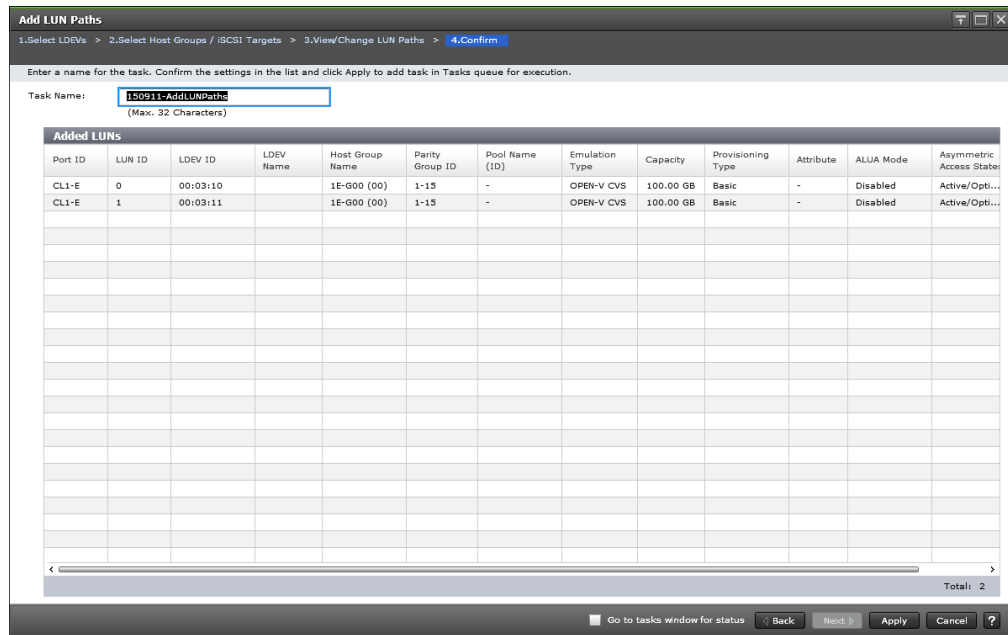 Add LUN Paths
1.Select LDEVs > 2.Select Host Groups / iSCSI Targets > 3.View/Change LUN Paths > 4.Confirm
Enter a name for the task. Confirm the settings in the list and click Apply to add task in Tasks queue for execution.
Task Name: 150911-AddLUNPaths
(Max. 32 Characters)
Added LUNs
Port ID LUN ID LDEV ID LDEV Name Host Group Name Parity Group ID Pool Name (ID) Emulation Type Capacity Provisioning Type Attribute ALUA Mode Asymmetric Access States
CL1-E 0 00:03:10 1E-G00 (00) 1-15 - OPEN-V CVS 100.00 GB Basic - Disabled Active/Opti...
CL1-E 1 00:03:11 1E-G00 (00) 1-15 - OPEN-V CVS 100.00 GB Basic - Disabled Active/Opti...
Total: 2
Go to tasks window for status Back Next Apply Cancel ?